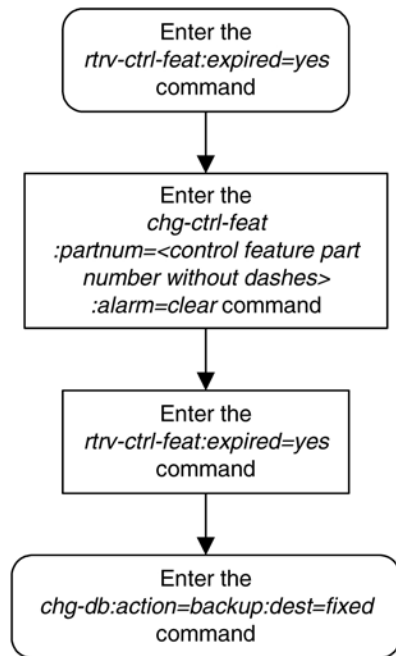 Enter the
rtrv-ctrl-feat:expired=yes
command
Enter the
chg-ctrl-feat
:partnum=<control feature part
number without dashes>
:alarm=clear command
Enter the
rtrv-ctrl-feat:expired=yes
command
Enter the
chg-db:action=backup:dest=fixed
command